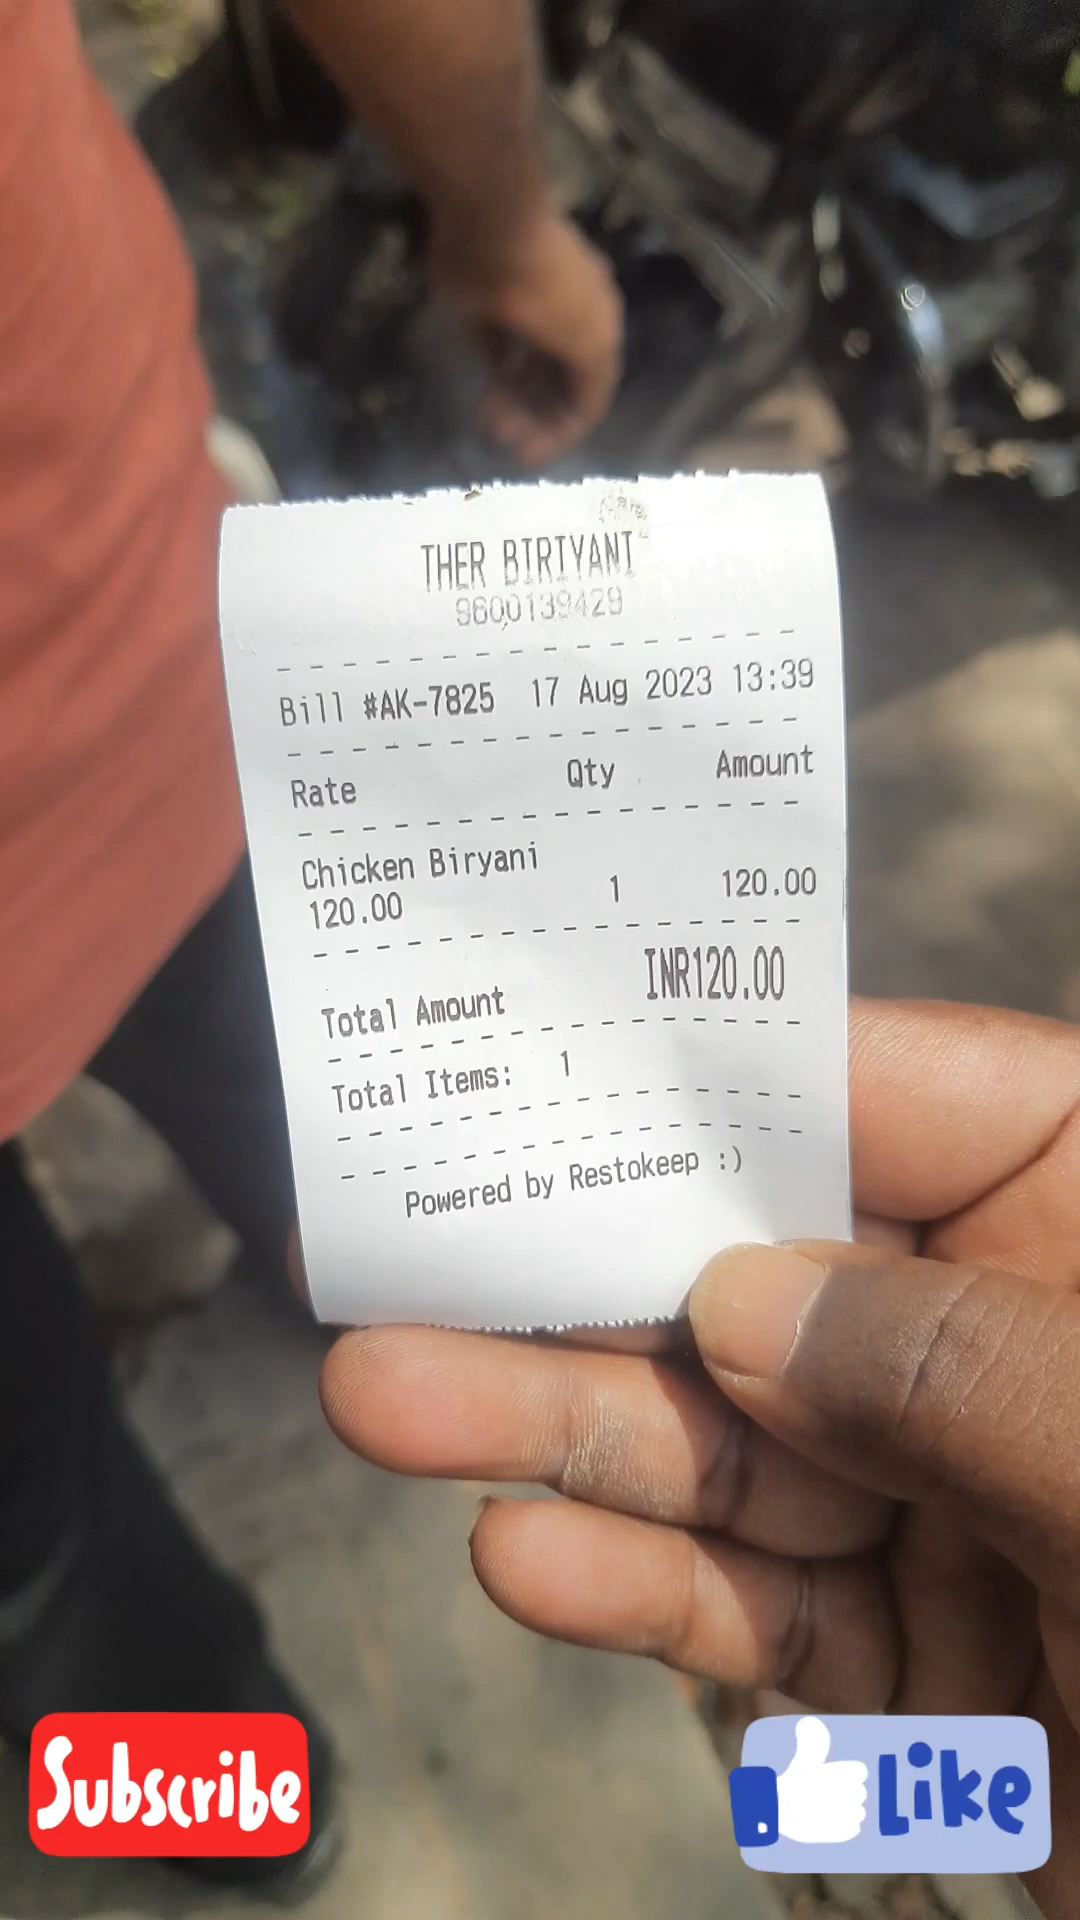 THER BIRIYANI
9600139429
Bill #AK-7825 17 Aug 2023 13:39
Rate Qty Amount
Chicken Biryani
120.00 1 120.00
Total Amount INR120.00
Total Items: 1
Powered by Restokeep :)
Subscribe
Like